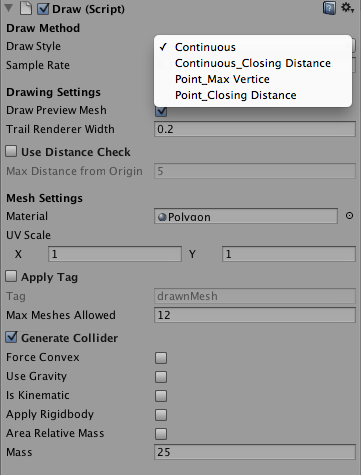 Draw (Script)
Draw Method
Draw Style
✓ Continuous
Continuous_Closing Distance
Point_Max Vertice
Point_Closing Distance
Sample Rate
Drawing Settings
Draw Preview Mesh
Trail Renderer Width 0.2
Use Distance Check
Max Distance from Origin 5
Mesh Settings
Material Polygon
UV Scale
X 1 Y 1
Apply Tag
Tag drawnMesh
Max Meshes Allowed 12
Generate Collider
Force Convex
Use Gravity
Is Kinematic
Apply Rigidbody
Area Relative Mass
Mass 25